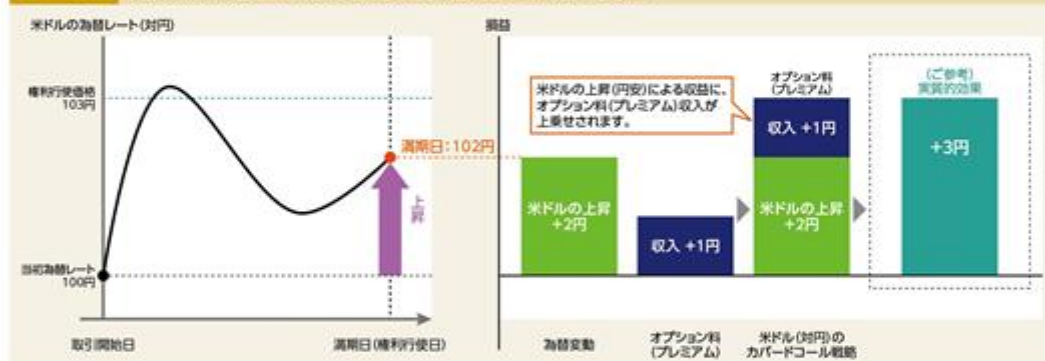 米ドルの為替レート(対円)
権利行使価格
103円
満期日:102円
上昇
当初為替レート
100円
取引開始日
満期日(権利行使日)
損益
米ドルの上昇(円安)による収益に、
オプション料(プレミアム)収入が
上乗せされます。
オプション料
(プレミアム)
収入 +1円
(ご参考)
実質的効果
+3円
米ドルの上昇
+2円
収入 +1円
米ドルの上昇
+2円
為替変動
オプション料
(プレミアム)
米ドル(対円)の
カバードコール戦略